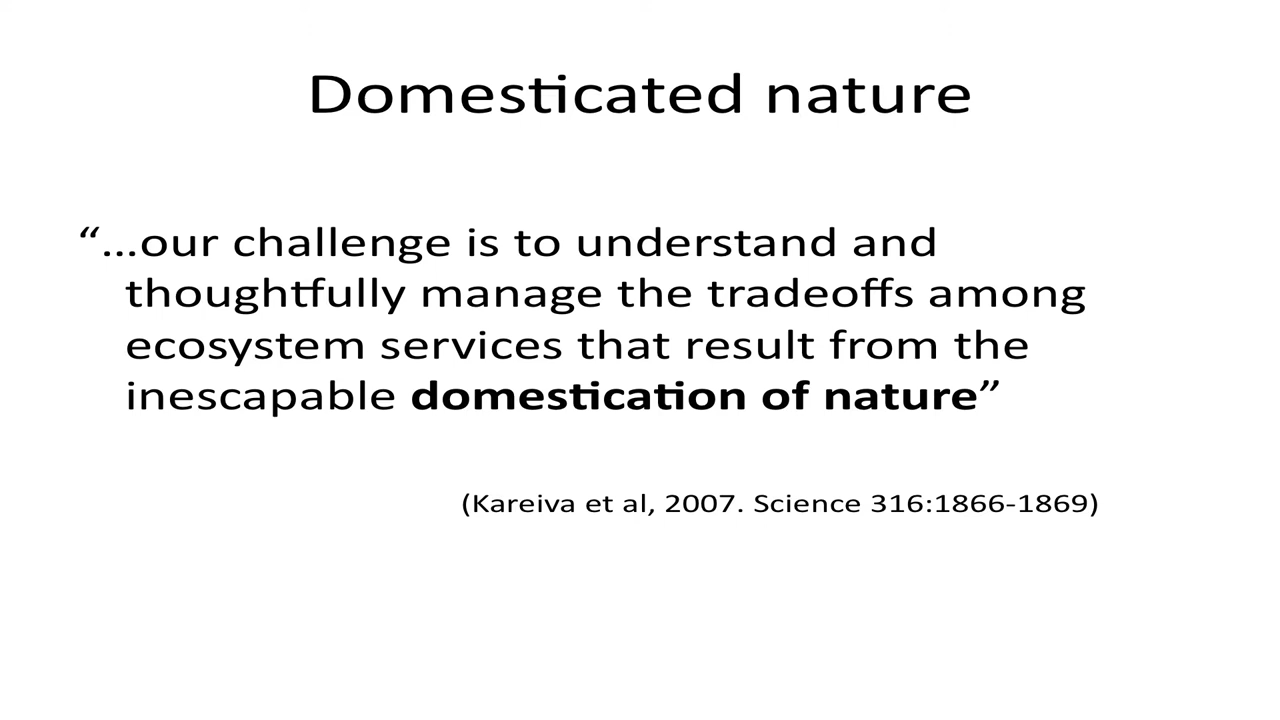 Domesticated nature
“…our challenge is to understand and
thoughtfully manage the tradeoffs among
ecosystem services that result from the
inescapable domestication of nature”
(Kareiva et al, 2007. Science 316:1866-1869)